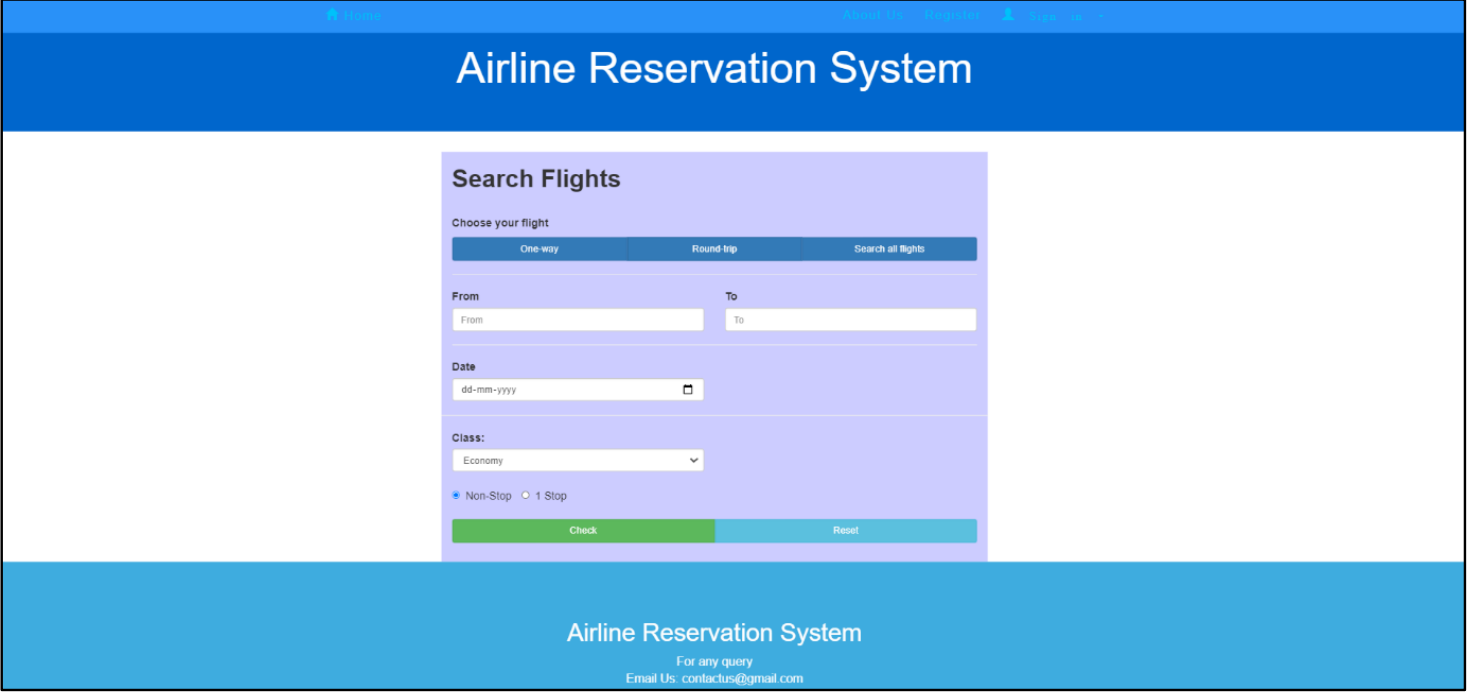 Home About Us Register Sign in
Airline Reservation System
Search Flights
Choose your flight
One-way Round-trip Search all flights
From To
From To
Date
dd-mm-yyyy
Class:
Economy
Non-Stop 1 Stop
Check Reset
Airline Reservation System
For any query
Email Us: contactus@gmail.com